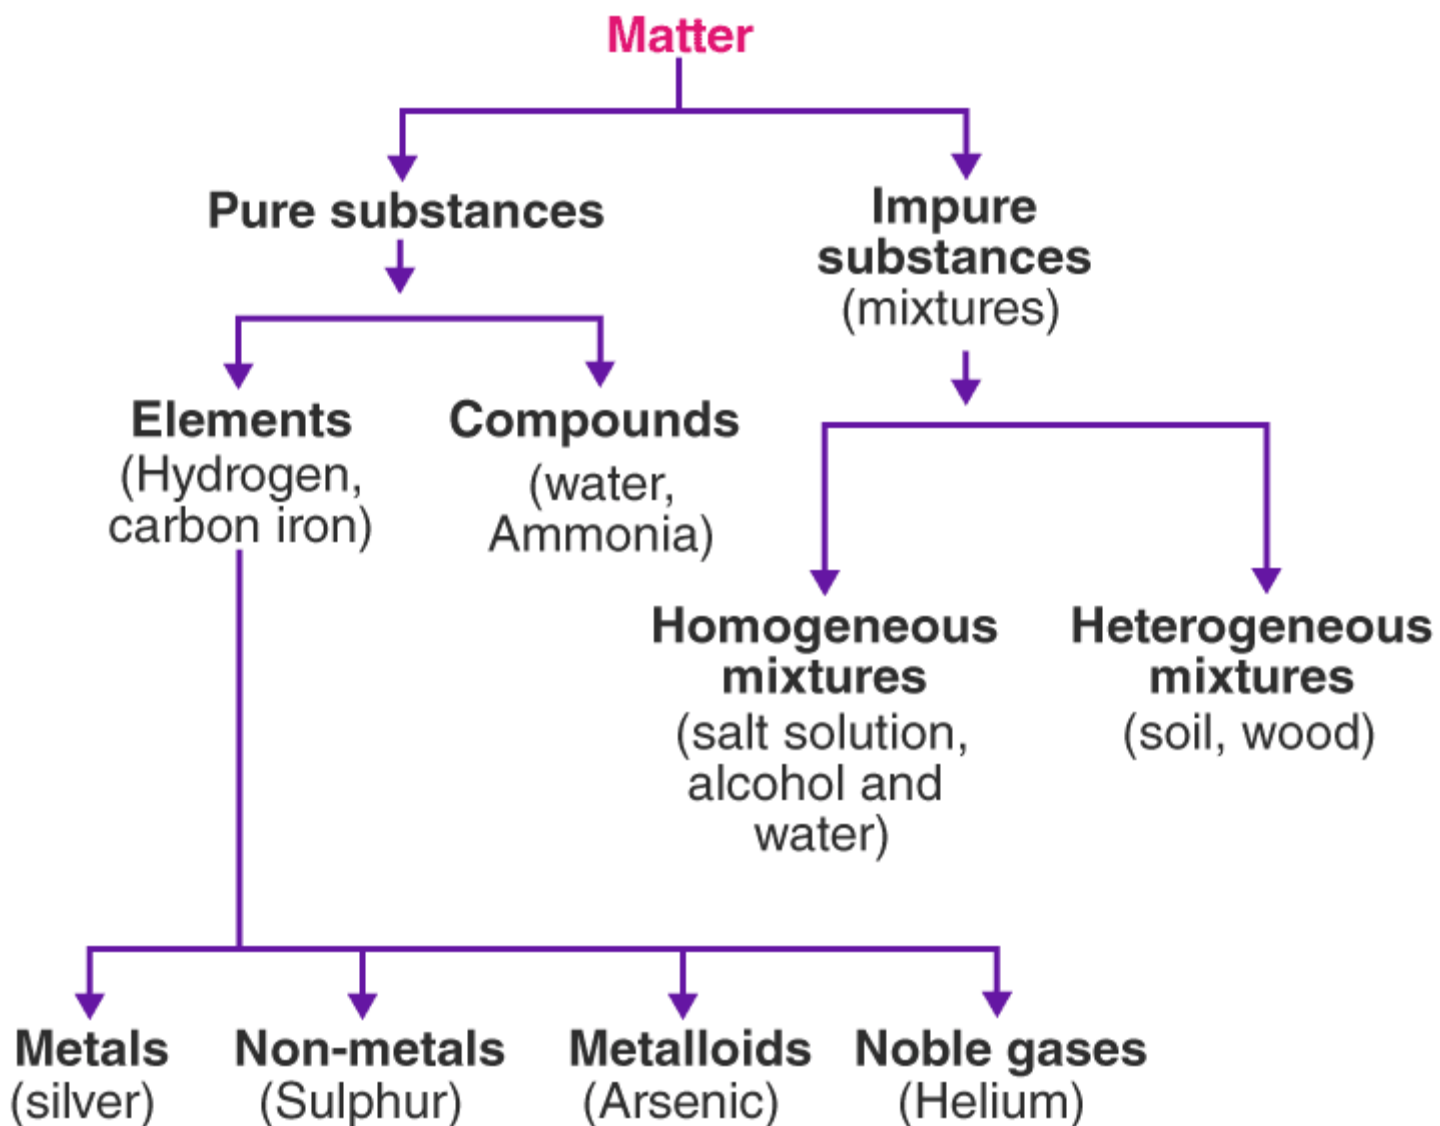 Matter
Pure substances
Impure
substances
(mixtures)
Elements
(Hydrogen,
carbon iron)
Compounds
(water,
Ammonia)
Homogeneous
mixtures
(salt solution,
alcohol and
water)
Heterogeneous
mixtures
(soil, wood)
Metals
(silver)
Non-metals
(Sulphur)
Metalloids
(Arsenic)
Noble gases
(Helium)